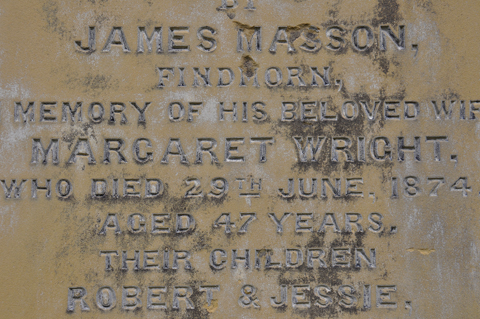 BY
JAMES MASSON,
FINDHORN,
MEMORY OF HIS BELOVED WIF
MARGARET WRIGHT.
WHO DIED 29TH JUNE, 1874.
AGED 47 YEARS,
THEIR CHILDREN
ROBERT & JESSIE.